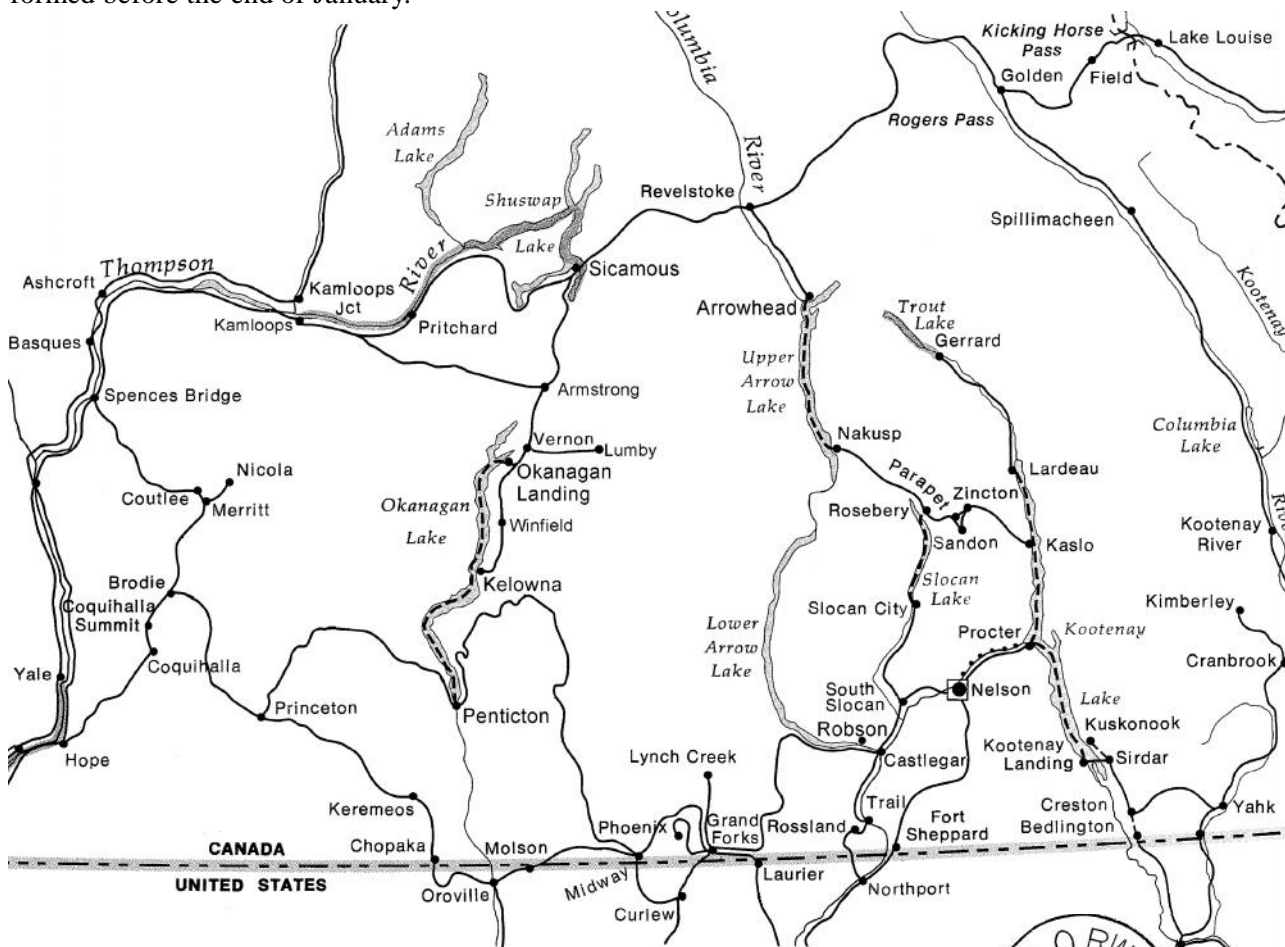 formed before the end of January.
Columbia
River
Kicking Horse
Pass
Lake Louise
Golden
Field
Rogers Pass
Adams
Lake
Shuswap
Lake
Revelstoke
Spillimacheen
Kootenay
Thompson
River
Ashcroft
Kamloops
Jct
Kamloops
Pritchard
Sicamous
Arrowhead
Trout
Lake
Gerrard
Basques
Upper
Arrow
Lake
Armstrong
Spences Bridge
Columbia
Lake
Vernon
Lumby
Nakusp
Okanagan
Landing
Nicola
Coutlee
Merritt
Lardeau
Parapet
Zincton
Okanagan
Lake
Winfield
Rosebery
Sandon
Kaslo
Kootenay
River
Brodie
Kelowna
Slocan
Lake
Coquihalla
Summit
Slocan City
Kimberley
Lower
Arrow
Lake
Procter
Kootenay
Lake
Coquihalla
Cranbrook
Yale
Nelson
South
Slocan
Princeton
Penticton
Robson
Kuskonook
Hope
Lynch Creek
Castlegar
Kootenay
Landing
Sirdar
Keremeos
Trail
Phoenix
Grand
Forks
Rossland
Fort
Sheppard
Creston
Yahk
Bedlington
CANADA
Chopaka
Molson
UNITED STATES
Midway
Laurier
Oroville
Northport
Curlew